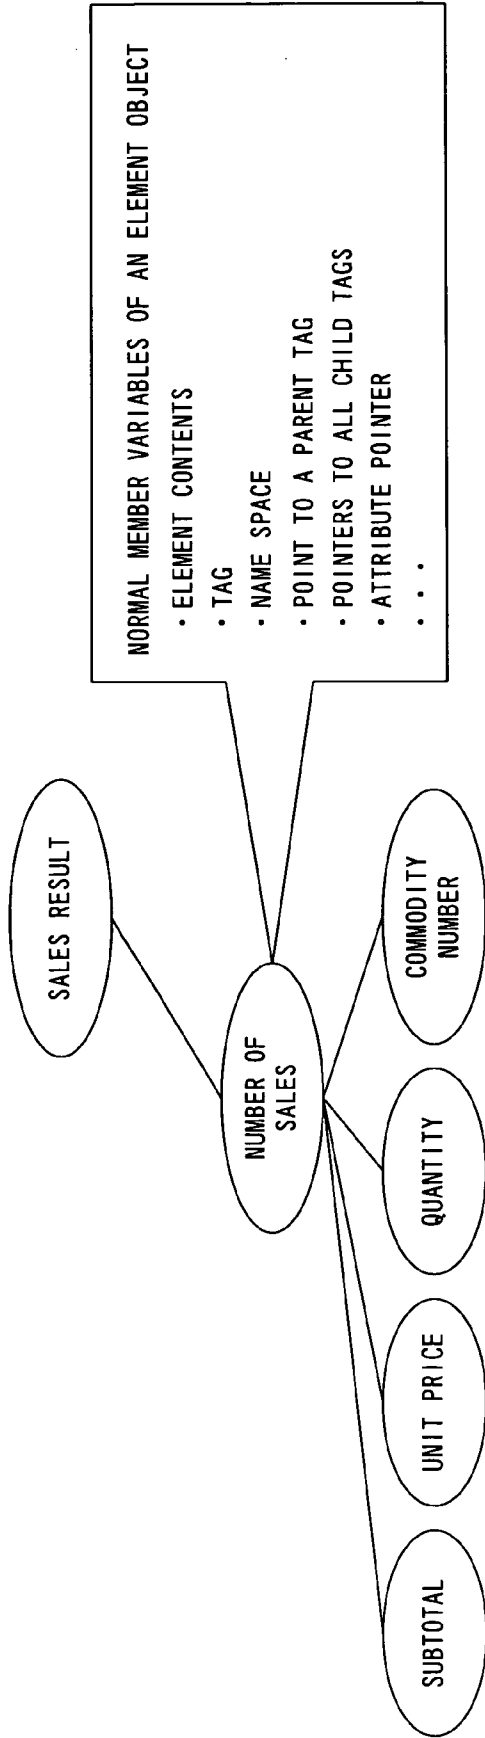 SALES RESULT
NUMBER OF
SALES
SUBTOTAL
UNIT PRICE
QUANTITY
COMMODITY
NUMBER
NORMAL MEMBER VARIABLES OF AN ELEMENT OBJECT
・ELEMENT CONTENTS
・TAG
・NAME SPACE
・POINT TO A PARENT TAG
・POINTERS TO ALL CHILD TAGS
・ATTRIBUTE POINTER
・・・